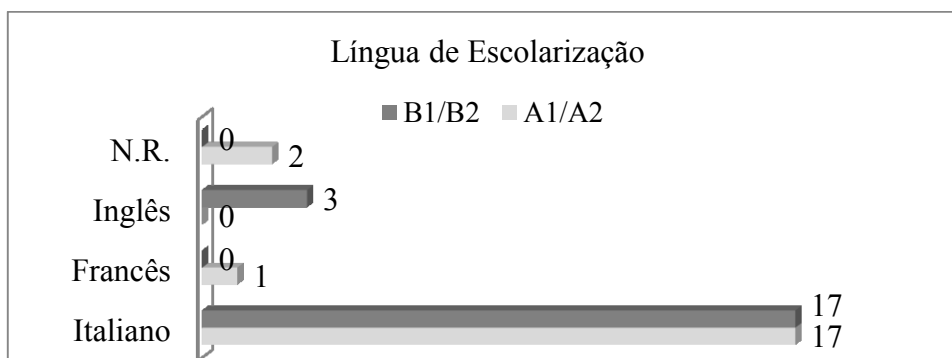 Língua de Escolarização
B1/B2 A1/A2
N.R. 0
2
Inglês 3
0
Francês 0
1
Italiano 17
17